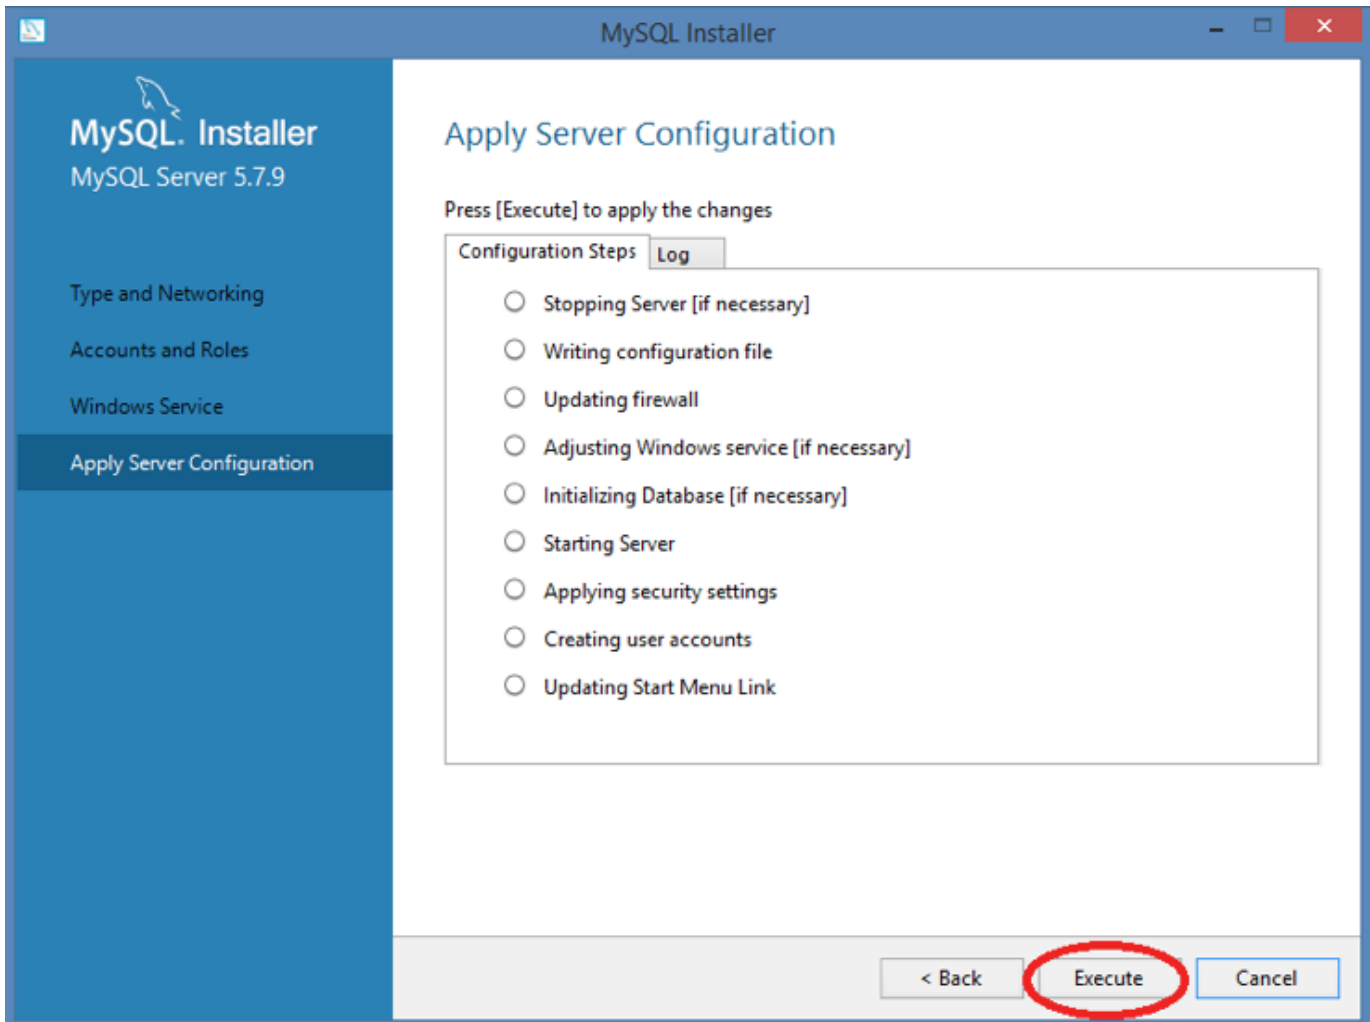 MySQL Installer
MySQL. Installer
MySQL Server 5.7.9
Type and Networking
Accounts and Roles
Windows Service
Apply Server Configuration
Apply Server Configuration
Press [Execute] to apply the changes
Configuration Steps Log
Stopping Server [if necessary]
Writing configuration file
Updating firewall
Adjusting Windows service [if necessary]
Initializing Database [if necessary]
Starting Server
Applying security settings
Creating user accounts
Updating Start Menu Link
< Back Execute Cancel